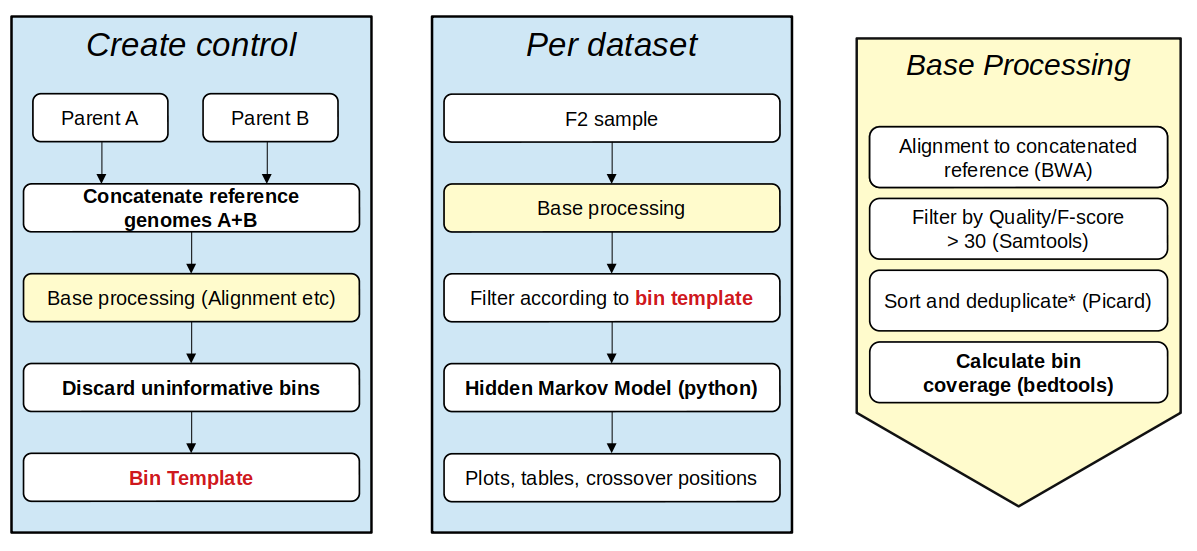 Create control
Parent A
Parent B
Concatenate reference
genomes A+B
Base processing (Alignment etc)
Discard uninformative bins
Bin Template
Per dataset
F2 sample
Base processing
Filter according to bin template
Hidden Markov Model (python)
Plots, tables, crossover positions
Base Processing
Alignment to concatenated
reference (BWA)
Filter by Quality/F-score
> 30 (Samtools)
Sort and deduplicate* (Picard)
Calculate bin
coverage (bedtools)